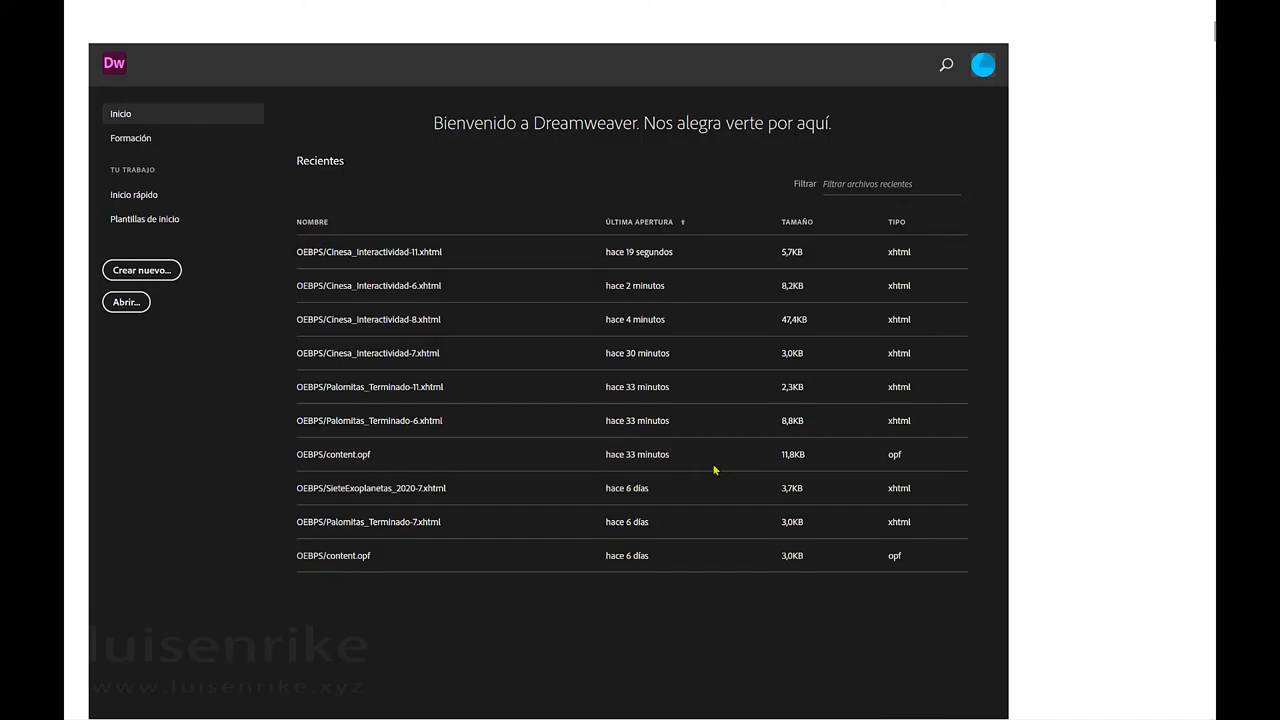 Dw
Inicio
Formación
TU TRABAJO
Inicio rápido
Plantillas de inicio
Crear nuevo...
Abrir...
Bienvenido a Dreamweaver. Nos alegra verte por aquí.
Recientes
Filtrar Filtrar archivos recientes
NOMBRE ÚLTIMA APERTURA TAMAÑO TIPO
OEBPS/Cinesa_Interactividad-11.xhtml hace 19 segundos 5,7KB xhtml
OEBPS/Cinesa_Interactividad-6.xhtml hace 2 minutos 8,2KB xhtml
OEBPS/Cinesa_Interactividad-8.xhtml hace 4 minutos 47,4KB xhtml
OEBPS/Cinesa_Interactividad-7.xhtml hace 30 minutos 3,0KB xhtml
OEBPS/Palomitas_Terminado-11.xhtml hace 33 minutos 2,3KB xhtml
OEBPS/Palomitas_Terminado-6.xhtml hace 33 minutos 8,8KB xhtml
OEBPS/content.opf hace 33 minutos 11,8KB opf
OEBPS/SieteExoplanetas_2020-7.xhtml hace 6 días 3,7KB xhtml
OEBPS/Palomitas_Terminado-7.xhtml hace 6 días 3,0KB xhtml
OEBPS/content.opf hace 6 días 3,0KB opf
luisenrike
www.luisenrike.xyz